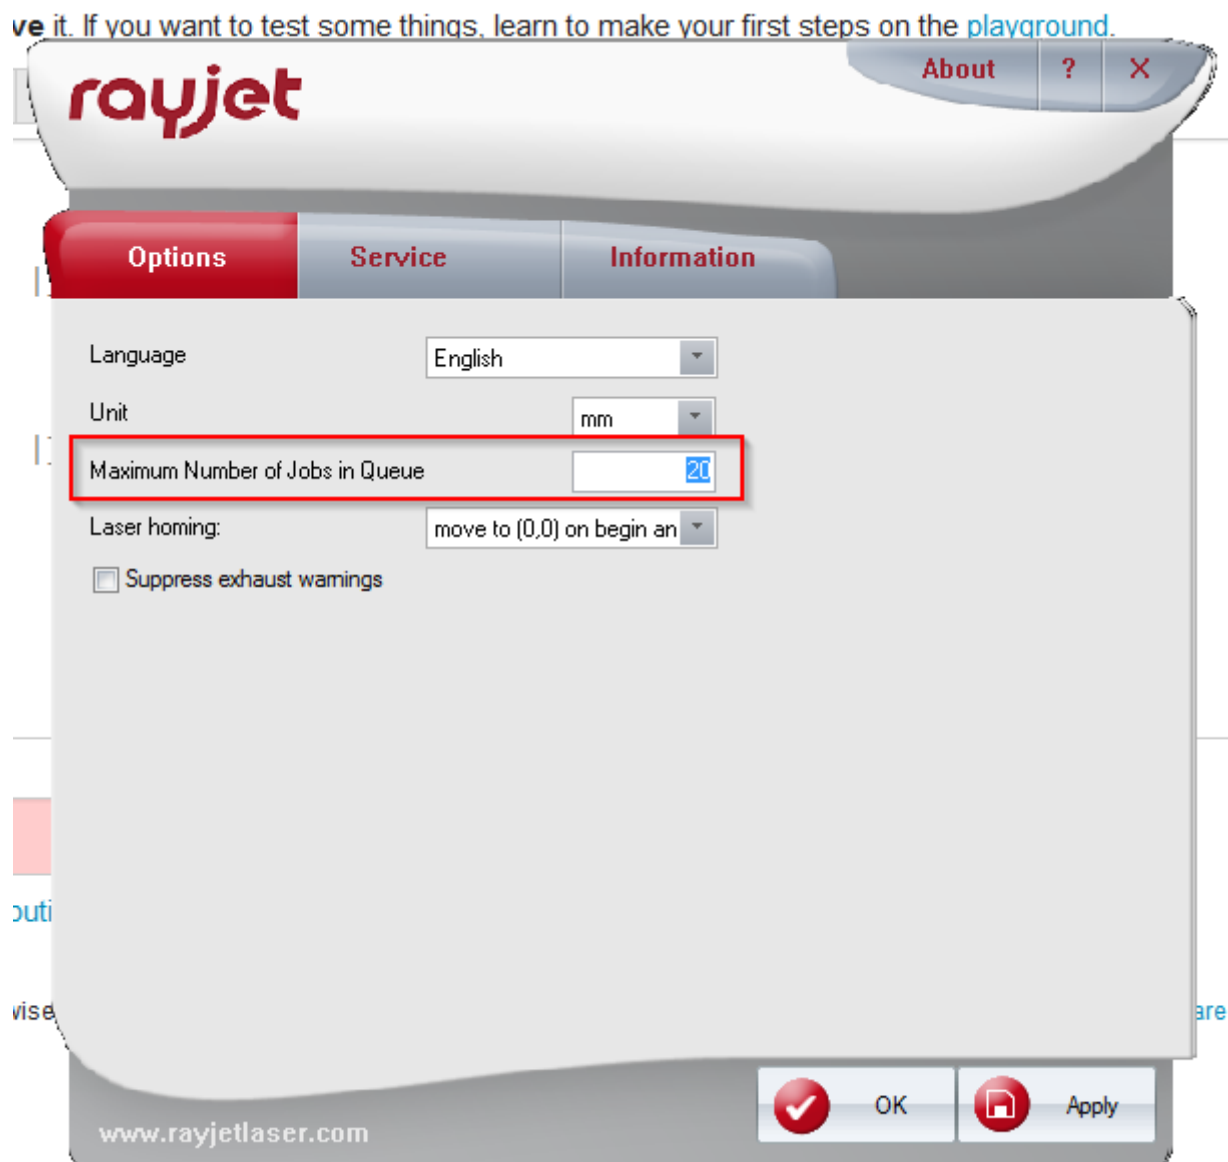 ve it. If you want to test some things, learn to make your first steps on the playground.
rayjet
About ? X
Options Service Information
Language English
Unit mm
Maximum Number of Jobs in Queue 20
Laser homing: move to (0,0) on begin an
Suppress exhaust warnings
outi
wise
are
OK Apply
www.rayjetlaser.com